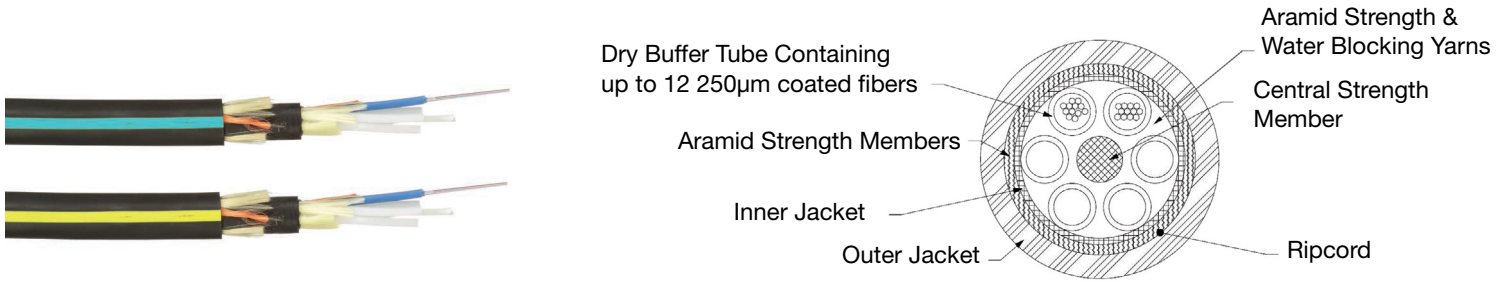 Dry Buffer Tube Containing
up to 12 250µm coated fibers
Aramid Strength Members
Inner Jacket
Outer Jacket
Aramid Strength &
Water Blocking Yarns
Central Strength
Member
Ripcord